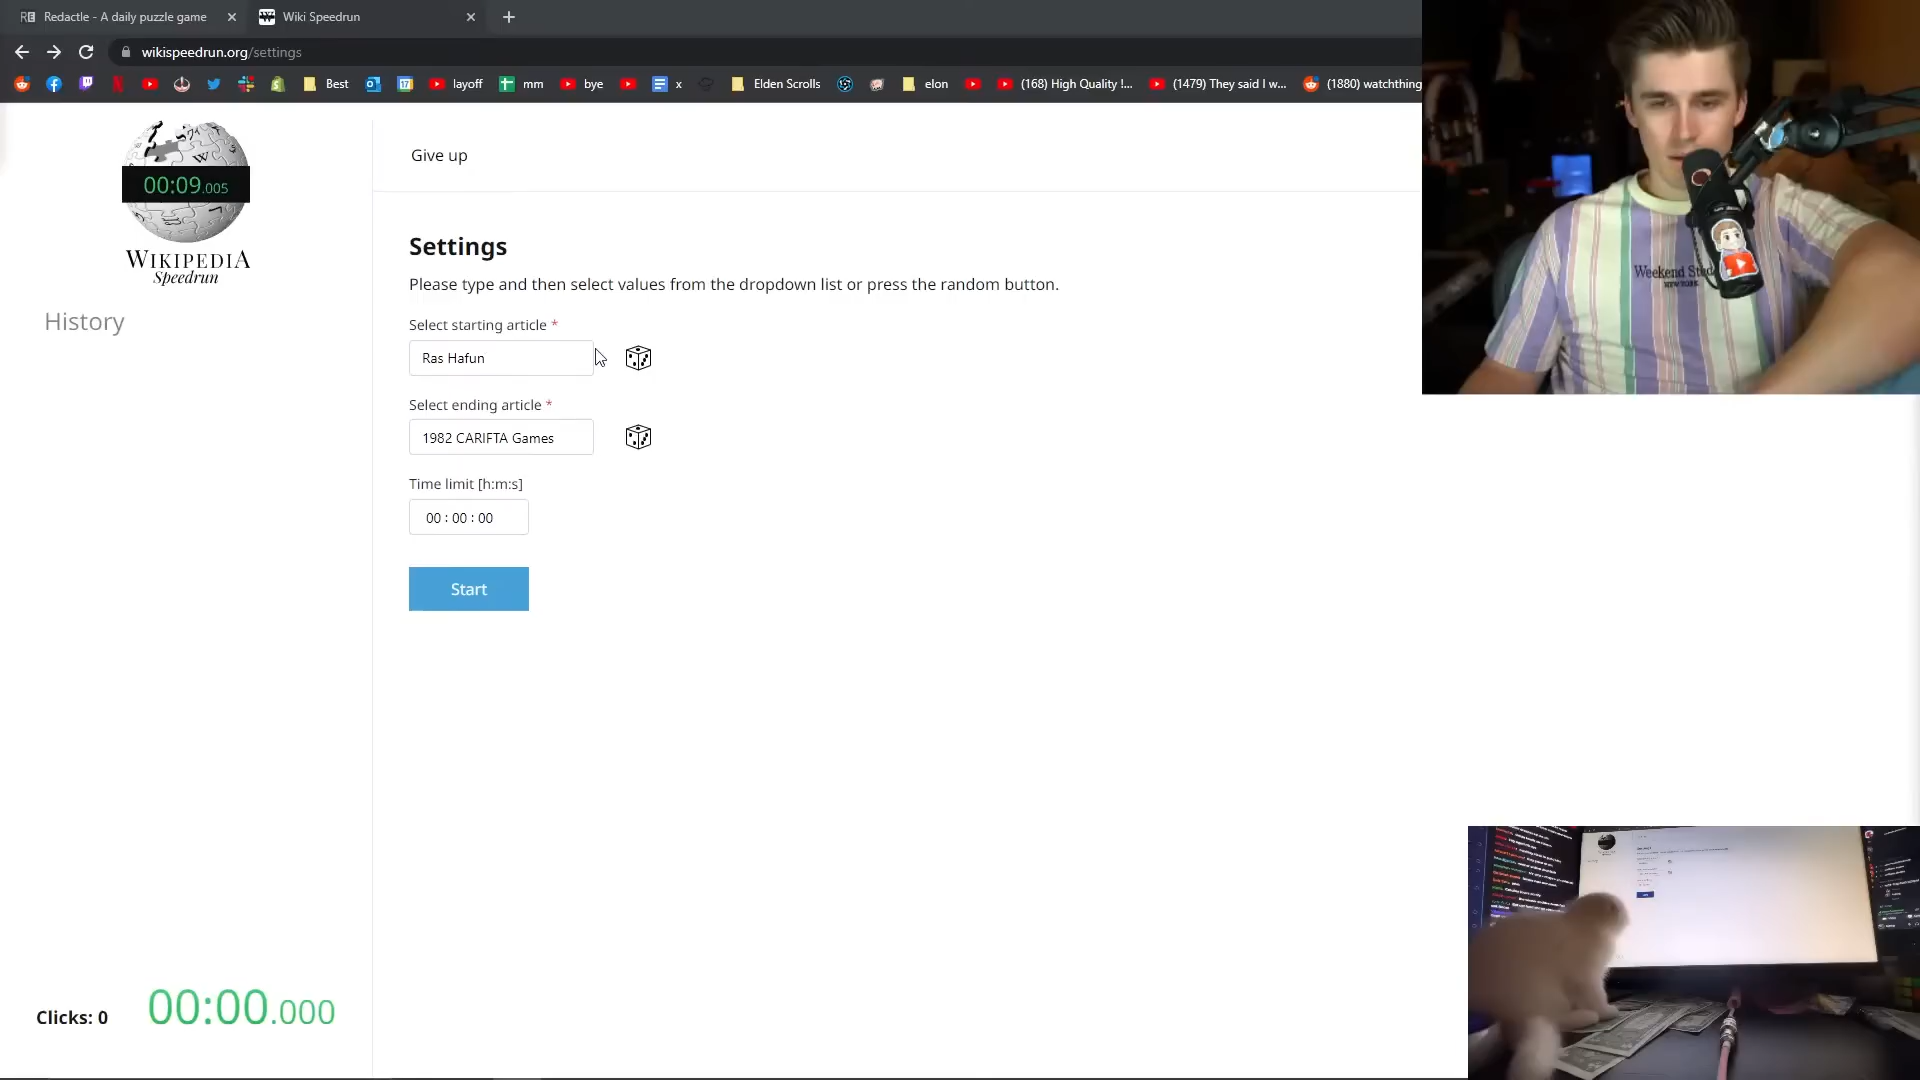 Redactle - A daily puzzle game
Wiki Speedrun
wikispeedrun.org/settings
Best
layoff
mm
bye
x
Elden Scrolls
elon
(168) High Quality !...
(1479) They said I w...
(1880) watchthing
00:09.005
WIKIPEDIA
Speedrun
History
Give up
Settings
Please type and then select values from the dropdown list or press the random button.
Select starting article *
Ras Hafun
Select ending article *
1982 CARIFTA Games
Time limit [h:m:s]
00 : 00 : 00
Start
Clicks: 0
00:00.000
Weekend
NEW YORK